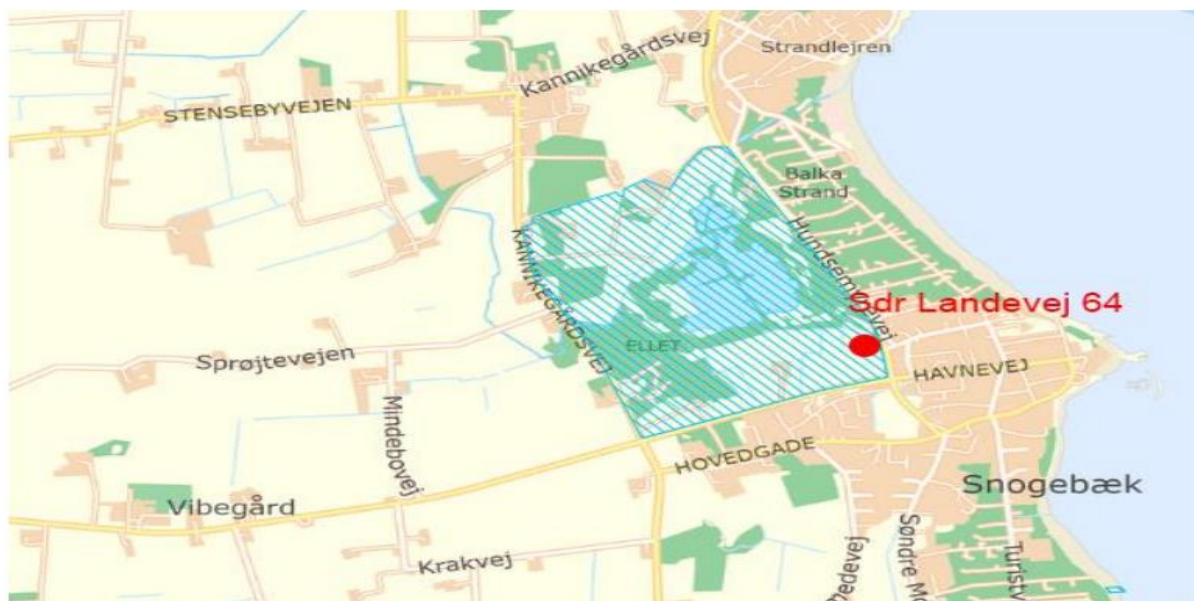 Strandlejren
Kannikegårdsvej
STENSEBYVEJEN
Balka
Strand
KANNIKEGÅRDSVEJ
Sdr Landevej 64
ELLET
Sprøjtevejen
HAVNEVEJ
Mindebovej
HOVEDGADE
Snogebæk
Vibegård
Krakvej
Søndre